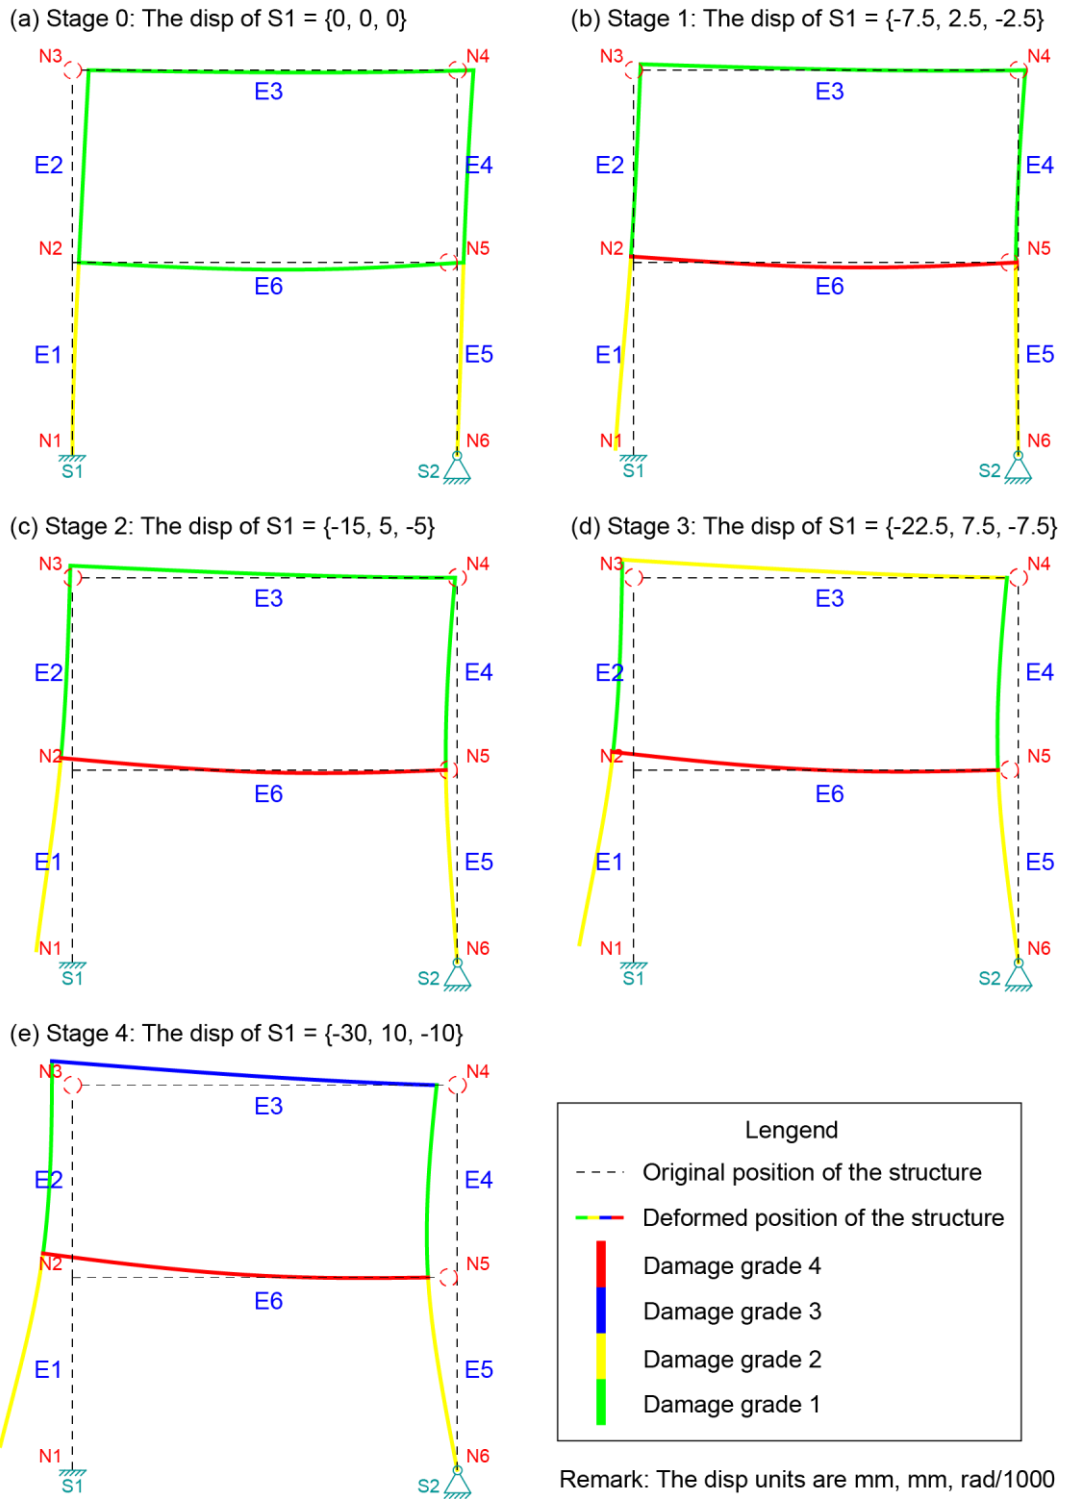 (a) Stage 0: The disp of S1 = {0, 0, 0}
N3
N4
E3
E2
E4
N2
N5
E6
E1
E5
N1
N6
S1
S2
(b) Stage 1: The disp of S1 = {-7.5, 2.5, -2.5}
N3
N4
E3
E2
E4
N2
N5
E6
E1
E5
N1
N6
S1
S2
(c) Stage 2: The disp of S1 = {-15, 5, -5}
N3
N4
E3
E2
E4
N2
N5
E6
E1
E5
N1
N6
S1
S2
(d) Stage 3: The disp of S1 = {-22.5, 7.5, -7.5}
N3
N4
E3
E2
E4
N2
N5
E6
E1
E5
N1
N6
S1
S2
(e) Stage 4: The disp of S1 = {-30, 10, -10}
N3
N4
E3
E2
E4
N2
N5
E6
E1
E5
N1
N6
S1
S2
Lengend
Original position of the structure
Deformed position of the structure
Damage grade 4
Damage grade 3
Damage grade 2
Damage grade 1
Remark: The disp units are mm, mm, rad/1000